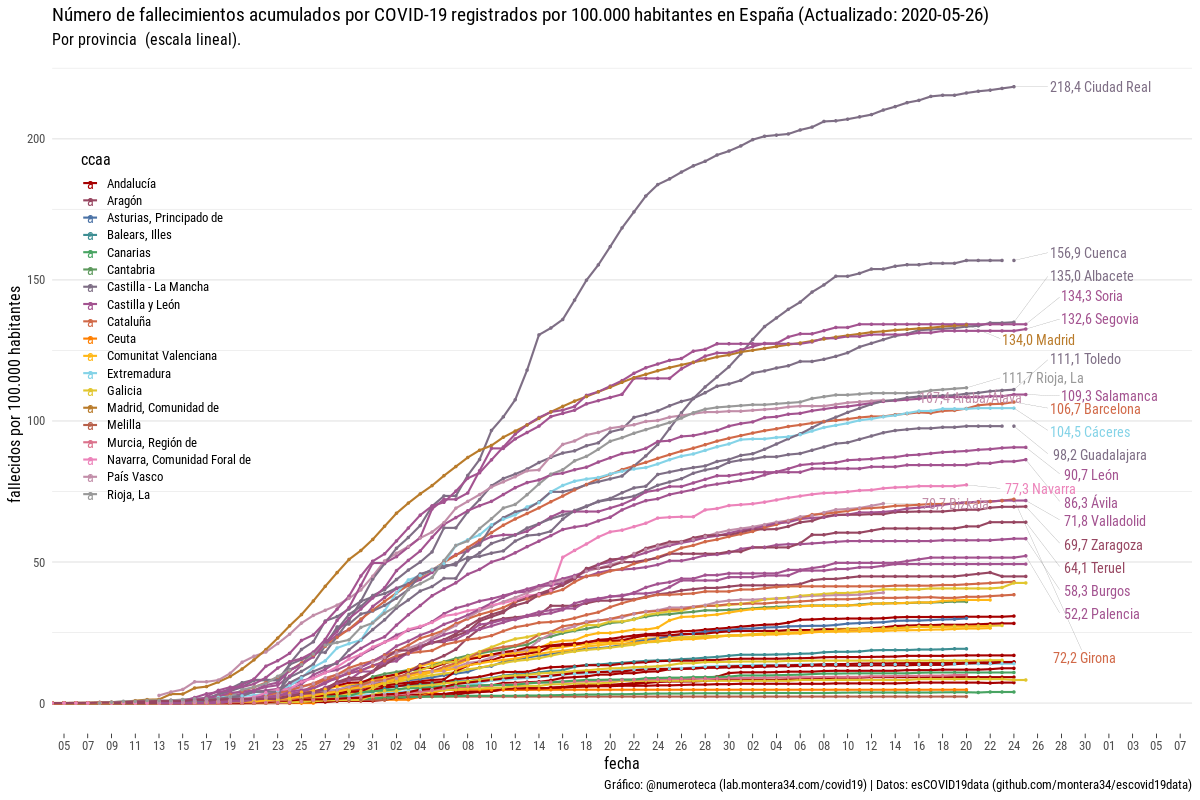 Número de fallecimientos acumulados por COVID-19 registrados por 100.000 habitantes en España (Actualizado: 2020-05-26)
Por provincia (escala lineal).
fallecidos por 100.000 habitantes
200
150
100
50
0
ccaa
Andalucía
Aragón
Asturias, Principado de
Balears, Illes
Canarias
Cantabria
Castilla - La Mancha
Castilla y León
Cataluña
Ceuta
Comunitat Valenciana
Extremadura
Galicia
Madrid, Comunidad de
Melilla
Murcia, Región de
Navarra, Comunidad Foral de
País Vasco
Rioja, La
218,4 Ciudad Real
156,9 Cuenca
135,0 Albacete
134,3 Soria
132,6 Segovia
134,0 Madrid
111,1 Toledo
111,7 Rioja, La
107,4 Araba/Álava
109,3 Salamanca
106,7 Barcelona
104,5 Cáceres
98,2 Guadalajara
90,7 León
77,3 Navarra
86,3 Ávila
70,7 Bizkaia
71,8 Valladolid
69,7 Zaragoza
64,1 Teruel
58,3 Burgos
52,2 Palencia
72,2 Girona
05 07 09 11 13 15 17 19 21 23 25 27 29 31 02 04 06 08 10 12 14 16 18 20 22 24 26 28 30 02 04 06 08 10 12 14 16 18 20 22 24 26 28 30 01 03 05 07
fecha
Gráfico: @numeroteca (lab.montera34.com/covid19) | Datos: esCOVID19data (github.com/montera34/escovid19data)